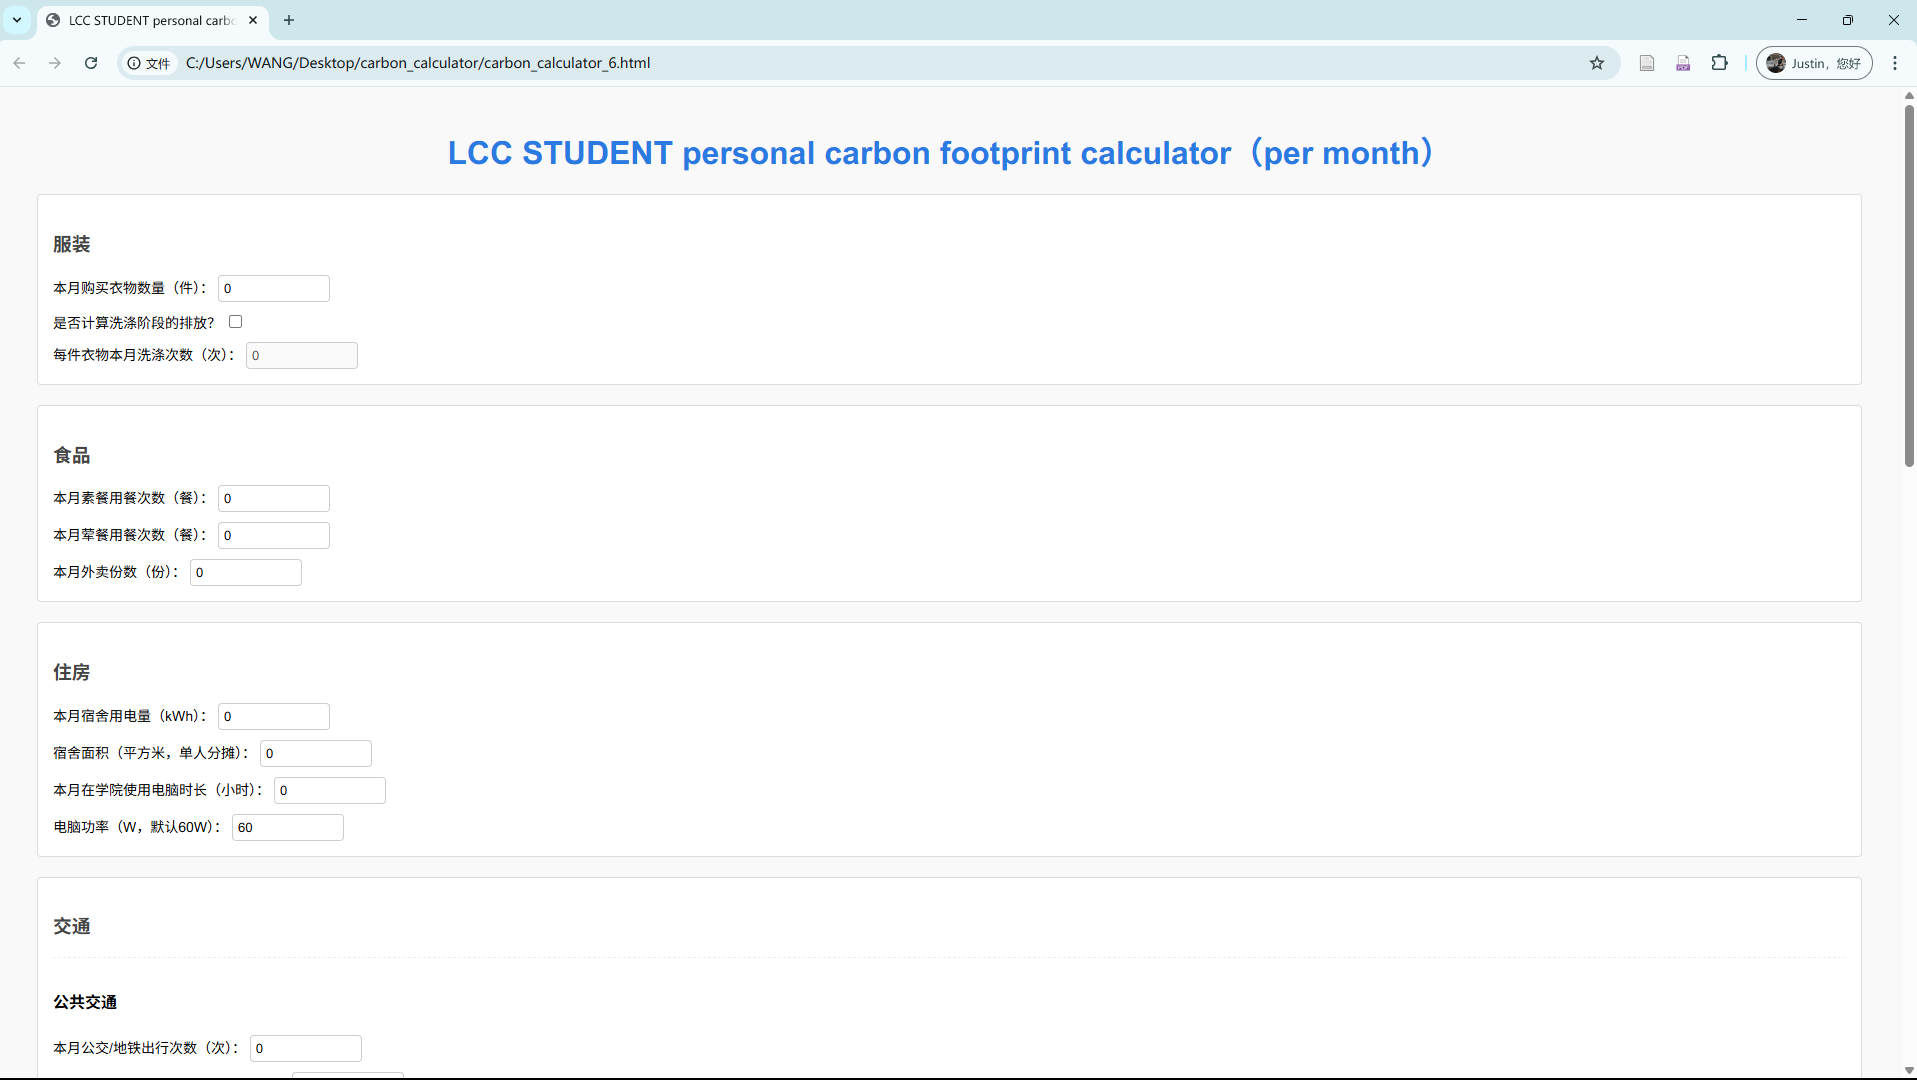 LCC STUDENT personal carbo
文件
C:/Users/WANG/Desktop/carbon_calculator/carbon_calculator_6.html
Justin，您好
LCC STUDENT personal carbon footprint calculator（per month）
服装
本月购买衣物数量（件）： 0
是否计算洗涤阶段的排放？
每件衣物本月洗涤次数（次）： 0
食品
本月素餐用餐次数（餐）： 0
本月荤餐用餐次数（餐）： 0
本月外卖份数（份）： 0
住房
本月宿舍用电量（kWh）： 0
宿舍面积（平方米，单人分摊）： 0
本月在学院使用电脑时长（小时）： 0
电脑功率（W，默认60W）： 60
交通
公共交通
本月公交/地铁出行次数（次）： 0